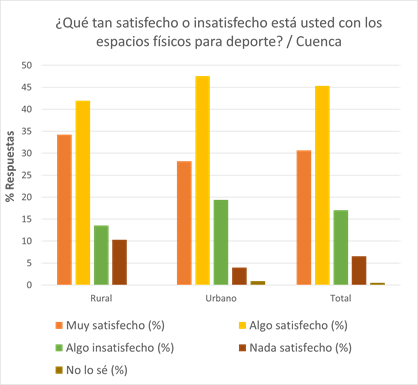 ¿Qué tan satisfecho o insatisfecho está usted con los
espacios físicos para deporte? / Cuenca
50
45
40
35
30
25
20
15
10
5
0
% Respuestas
Rural
Urbano
Total
Muy satisfecho (%)
Algo satisfecho (%)
Algo insatisfecho (%)
Nada satisfecho (%)
No lo sé (%)